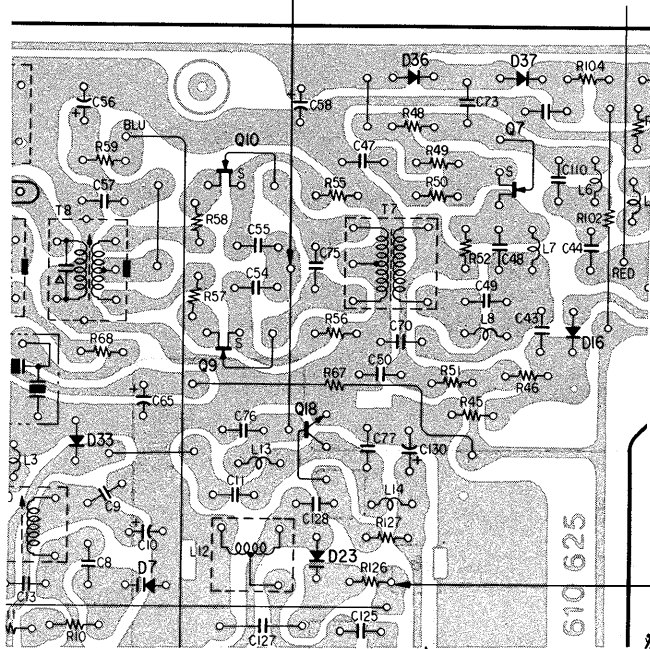 D36
D37
R104
C56
C58
C73
BLU
R48
R59
Q10
Q7
C47
R49
S
S
C110
R50
R55
L6
C57
T8
T7
R58
R102
C55
C75
R52
C48
L7
C44
RED
C54
R57
C49
L8
R56
C43
C70
D16
R68
S
Q9
C50
R67
R51
R46
C65
R45
Q18
C76
D33
C77
C130
L3
L13
C11
C9
L14
C128
C10
R127
L12
D23
C8
D7
R126
C13
610 625
R10
C127
C125